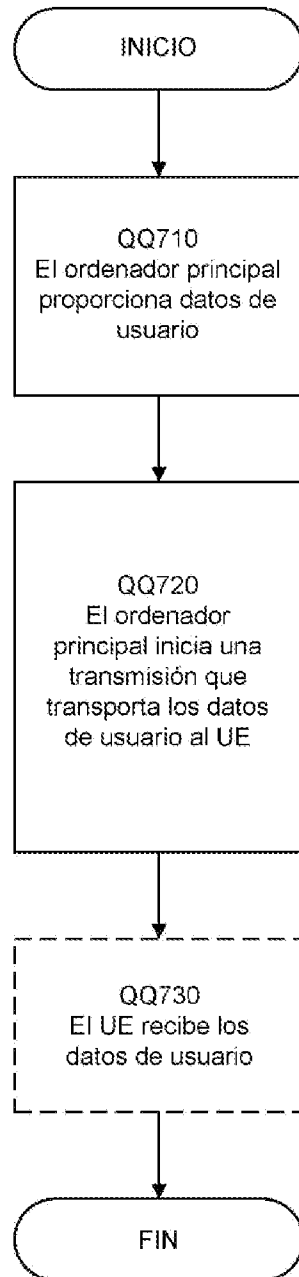 INICIO
QQ710
El ordenador principal
proporciona datos de
usuario
QQ720
El ordenador
principal inicia una
transmisión que
transporta los datos
de usuario al UE
QQ730
El UE recibe los
datos de usuario
FIN